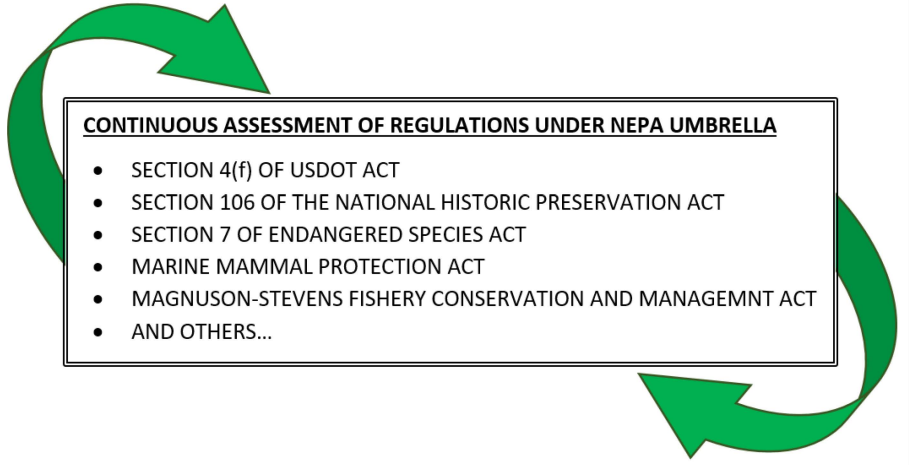 CONTINUOUS ASSESSMENT OF REGULATIONS UNDER NEPA UMBRELLA
• SECTION 4(f) OF USDOT ACT
• SECTION 106 OF THE NATIONAL HISTORIC PRESERVATION ACT
• SECTION 7 OF ENDANGERED SPECIES ACT
• MARINE MAMMAL PROTECTION ACT
• MAGNUSON-STEVENS FISHERY CONSERVATION AND MANAGEMNT ACT
• AND OTHERS...